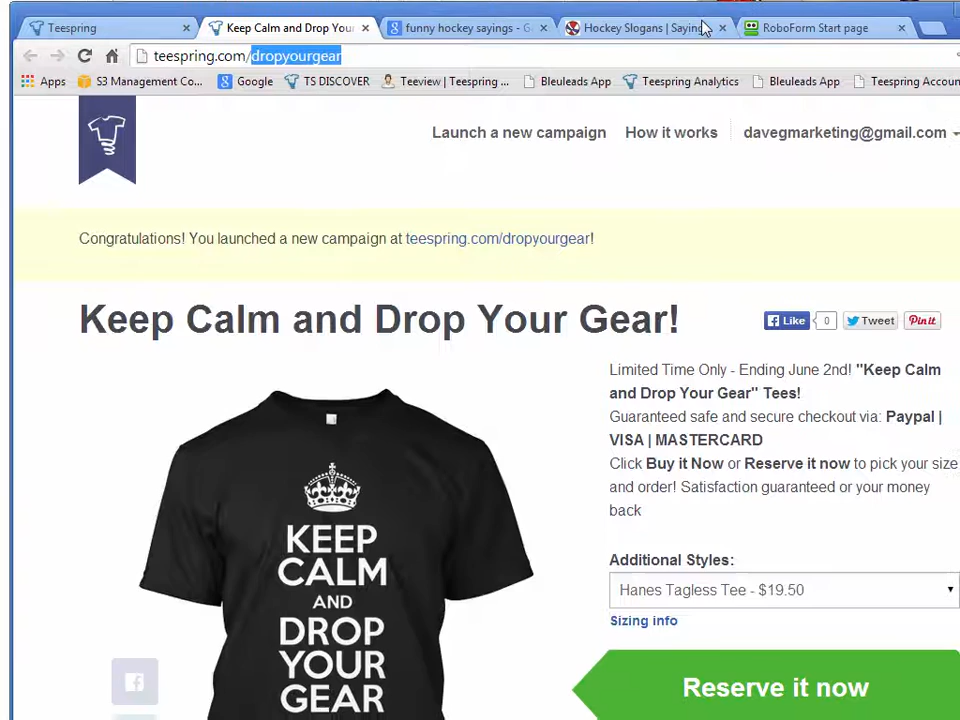 Teespring
Keep Calm and Drop Your
funny hockey sayings - G
Hockey Slogans | Saying
RoboForm Start page
teespring.com/dropyourgear
Apps
S3 Management Co...
Google
TS DISCOVER
Teeview | Teespring ...
Bleuleads App
Teespring Analytics
Bleuleads App
Teespring Accoun
Launch a new campaign
How it works
davegmarketing@gmail.com
Congratulations! You launched a new campaign at teespring.com/dropyourgear!
Keep Calm and Drop Your Gear!
Like
0
Tweet
Pin it
Limited Time Only - Ending June 2nd! "Keep Calm
and Drop Your Gear" Tees!
Guaranteed safe and secure checkout via: Paypal |
VISA | MASTERCARD
Click Buy it Now or Reserve it now to pick your size
and order! Satisfaction guaranteed or your money
back
KEEP
CALM
AND
DROP
YOUR
GEAR
Additional Styles:
Hanes Tagless Tee - $19.50
Sizing info
Reserve it now